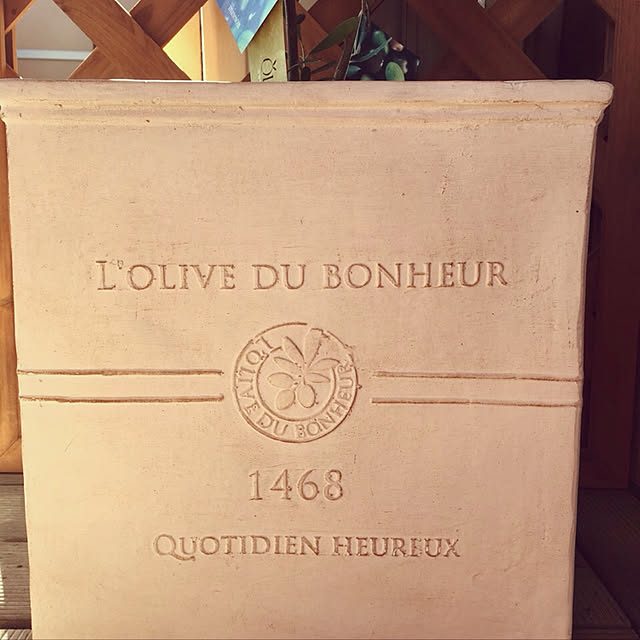 L'OLIVE DU BONHEUR
L'OLIVE DU BONHEUR
1468
QUOTIDIEN HEUREUX